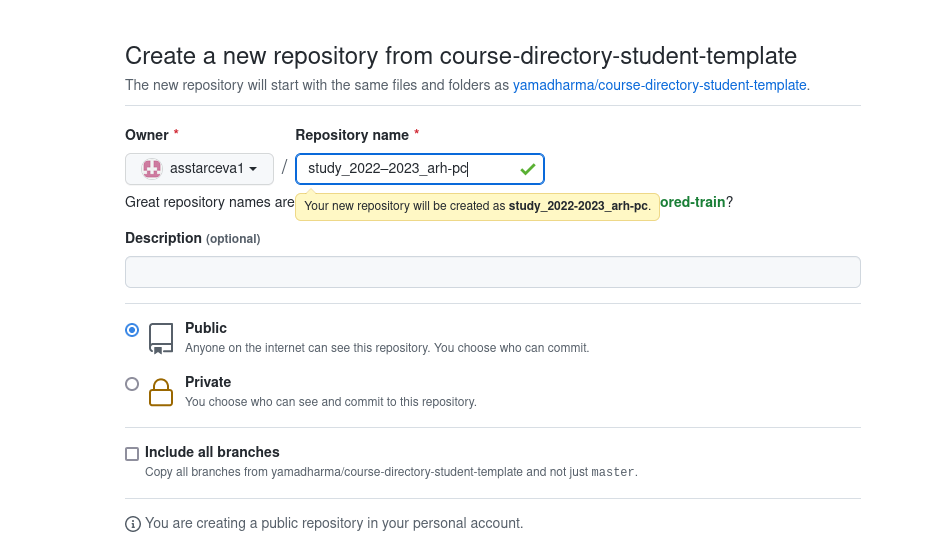 Create a new repository from course-directory-student-template
The new repository will start with the same files and folders as yamadharma/course-directory-student-template.
Owner * Repository name *
asstarceva1 / study_2022–2023_arh-pc
Great repository names are ored-train?
Your new repository will be created as study_2022-2023_arh-pc.
Description (optional)
Public
Anyone on the internet can see this repository. You choose who can commit.
Private
You choose who can see and commit to this repository.
Include all branches
Copy all branches from yamadharma/course-directory-student-template and not just master.
You are creating a public repository in your personal account.